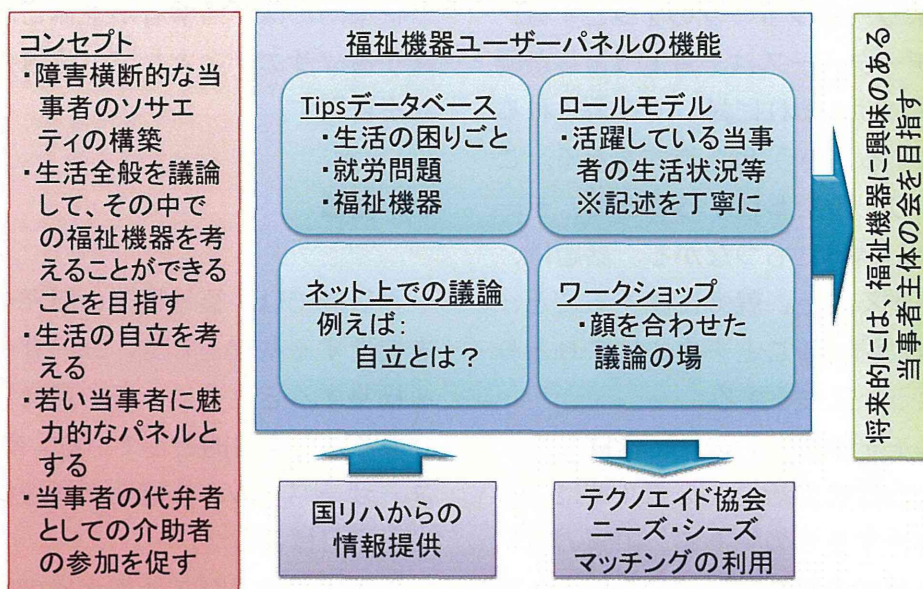 コンセプト
・障害横断的な当
事者のソサエ
ティの構築
・生活全般を議論
して、その中で
の福祉機器を考
えることができる
ことを目指す
・生活の自立を考
える
・若い当事者に魅
力的なパネルと
する
・当事者の代弁者
としての介助者
の参加を促す
福祉機器ユーザーパネルの機能
Tipsデータベース
・生活の困りごと
・就労問題
・福祉機器
ロールモデル
・活躍している当事
者の生活状況等
※記述を丁寧に
ネット上での議論
例えば：
自立とは？
ワークショップ
・顔を合わせた
議論の場
国リハからの
情報提供
テクノエイド協会
ニーズ・シーズ
マッチングの利用
将来的には、福祉機器に興味のある
当事者主体の会を目指す